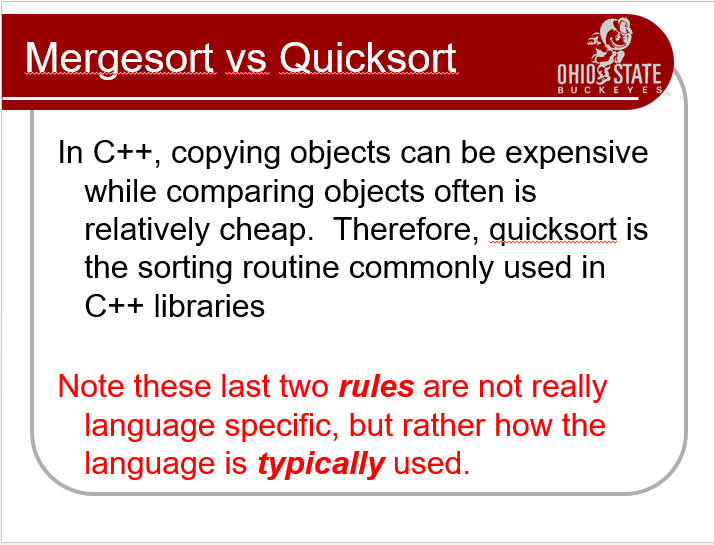 Mergesort vs Quicksort
OHIO STATE
BUCKEYES
In C++, copying objects can be expensive
while comparing objects often is
relatively cheap.  Therefore, quicksort is
the sorting routine commonly used in
C++ libraries
Note these last two rules are not really
language specific, but rather how the
language is typically used.